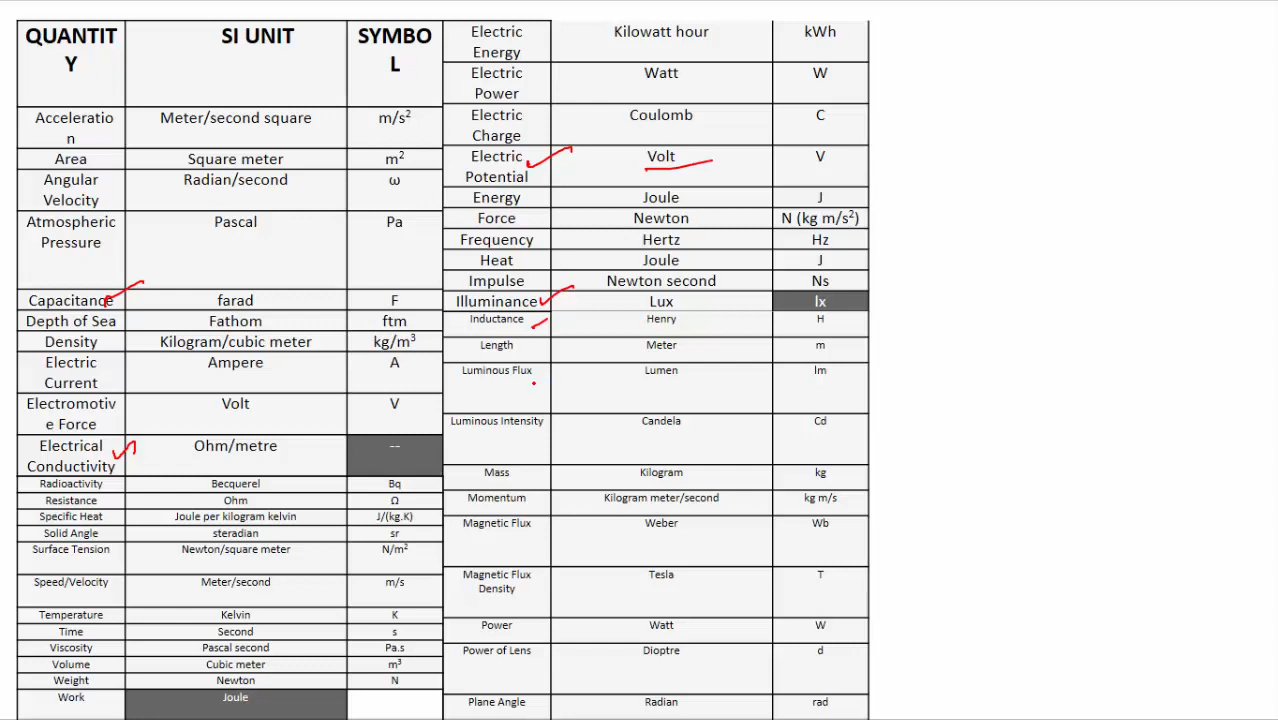 QUANTIT
Y
SI UNIT
SYMBO
L
Acceleratio
n
Meter/second square
m/s²
Area
Square meter
m²
Angular
Velocity
Radian/second
ω
Atmospheric
Pressure
Pascal
Pa
Capacitance
farad
F
Depth of Sea
Fathom
ftm
Density
Kilogram/cubic meter
kg/m³
Electric
Current
Ampere
A
Electromotiv
e Force
Volt
V
Electrical
Conductivity
Ohm/metre
--
Radioactivity
Becquerel
Bq
Resistance
Ohm
Ω
Specific Heat
Joule per kilogram kelvin
J/(kg.K)
Solid Angle
steradian
sr
Surface Tension
Newton/square meter
N/m²
Speed/Velocity
Meter/second
m/s
Temperature
Kelvin
K
Time
Second
s
Viscosity
Pascal second
Pa.s
Volume
Cubic meter
m³
Weight
Newton
N
Work
Joule
Electric
Energy
Kilowatt hour
kWh
Electric
Power
Watt
W
Electric
Charge
Coulomb
C
Electric
Potential
Volt
V
Energy
Joule
J
Force
Newton
N (kg m/s²)
Frequency
Hertz
Hz
Heat
Joule
J
Impulse
Newton second
Ns
Illuminance
Lux
lx
Inductance
Henry
H
Length
Meter
m
Luminous Flux
Lumen
lm
Luminous Intensity
Candela
Cd
Mass
Kilogram
kg
Momentum
Kilogram meter/second
kg m/s
Magnetic Flux
Weber
Wb
Magnetic Flux
Density
Tesla
T
Power
Watt
W
Power of Lens
Dioptre
d
Plane Angle
Radian
rad